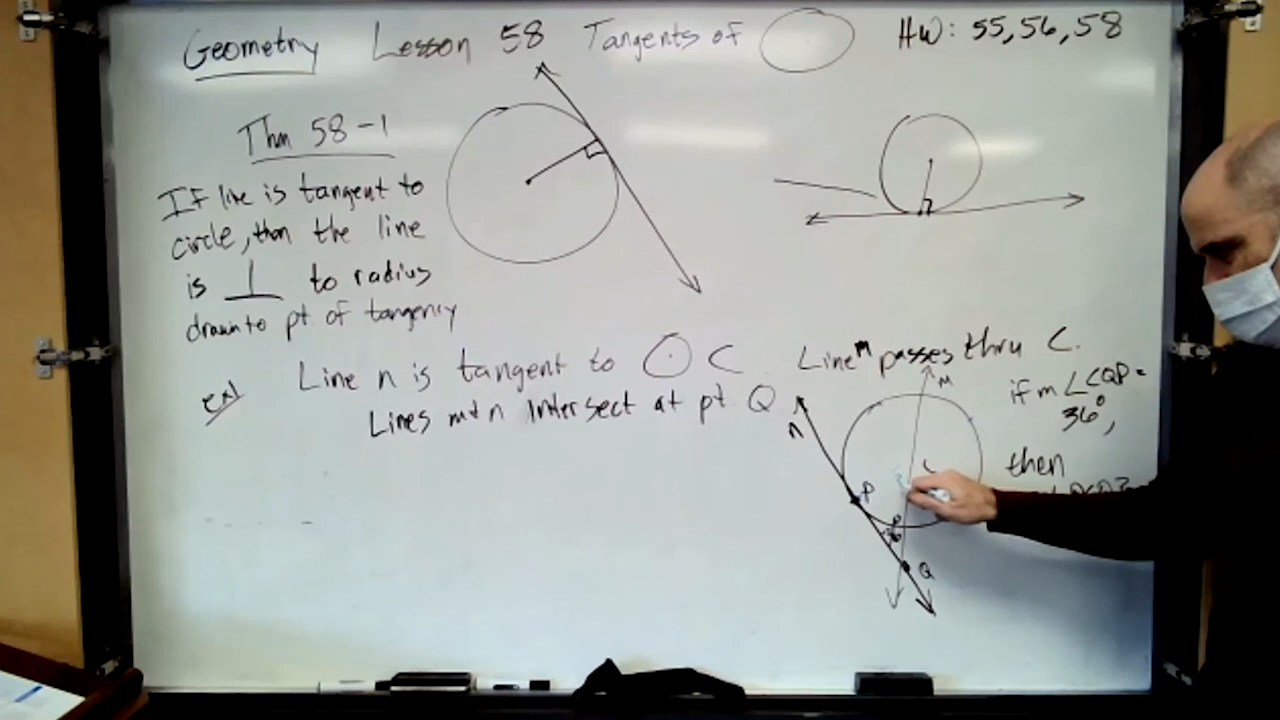 Geometry Lesson 58 Tangents of HW: 55, 56, 58
Thm 58-1
If line is tangent to
circle, then the line
is ⊥ to radius
drawn to pt. of tangency
ex)
Line n is tangent to ⊙ C. Line m passes thru C.
Lines m + n intersect at pt. Q
if m∠CQP =
36°,
then
n
M
C
P
36
Q